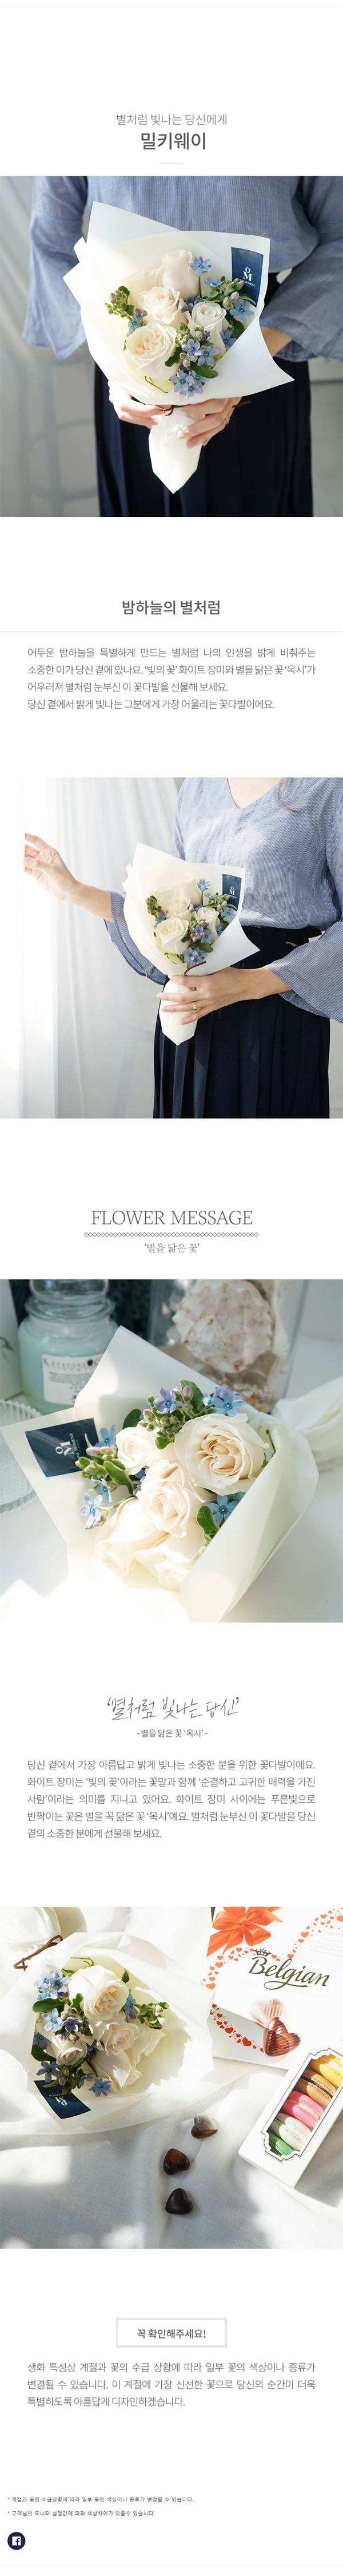 별처럼 빛나는 당신에게
밀키웨이
밤하늘의 별처럼
어두운 밤하늘을 특별하게 만드는 별처럼 나의 인생을 밝게 비춰주는
소중한 이가 당신 곁에 있나요. ‘빛의 꽃’ 화이트 장미와 별을 닮은 꽃 ‘옥시’가
어우러져 별처럼 눈부신 이 꽃다발을 선물해 보세요.
당신 곁에서 밝게 빛나는 그분에게 가장 어울리는 꽃다발이에요.
FLOWER MESSAGE
‘별을 닮은 꽃’
‘별처럼 빛나는 당신’
- 별을 닮은 꽃 ‘옥시’ -
당신 곁에서 가장 아름답고 밝게 빛나는 소중한 분을 위한 꽃다발이에요.
화이트 장미는 ‘빛의 꽃’이라는 꽃말과 함께 ‘순결하고 고귀한 매력을 가진
사람’이라는 의미를 지니고 있어요. 화이트 장미 사이에는 푸른빛으로
반짝이는 꽃은 별을 꼭 닮은 꽃 ‘옥시’예요. 별처럼 눈부신 이 꽃다발을 당신
곁의 소중한 분에게 선물해 보세요.
Belgian
꼭 확인해주세요!
생화 특성상 계절과 꽃의 수급 상황에 따라 일부 꽃의 색상이나 종류가
변경될 수 있습니다. 이 계절에 가장 신선한 꽃으로 당신의 순간이 더욱
특별하도록 아름답게 디자인하겠습니다.
* 계절과 꽃의 수급상황에 따라 일부 꽃의 색상이나 종류가 변경될 수 있습니다.
* 고객님의 모니터 설정값에 따라 색상차이가 있을수 있습니다.